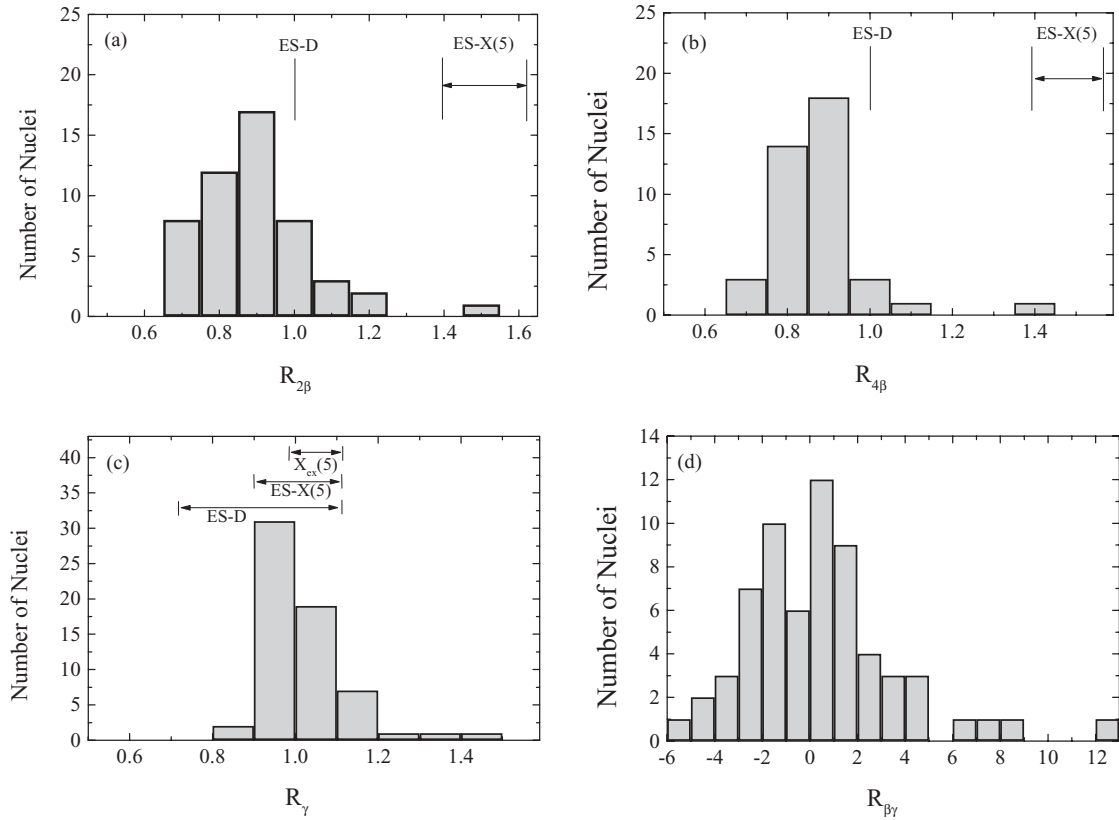 (a)
ES-D
ES-X(5)
25
20
15
10
5
0
Number of Nuclei
0.6 0.8 1.0 1.2 1.4 1.6
R2β
(b)
ES-D
ES-X(5)
25
20
15
10
5
0
Number of Nuclei
0.6 0.8 1.0 1.2 1.4
R4β
(c)
Xex(5)
ES-X(5)
ES-D
40
35
30
25
20
15
10
5
0
Number of Nuclei
0.6 0.8 1.0 1.2 1.4
Rγ
(d)
14
12
10
8
6
4
2
0
Number of Nuclei
-6 -4 -2 0 2 4 6 8 10 12
Rβγ